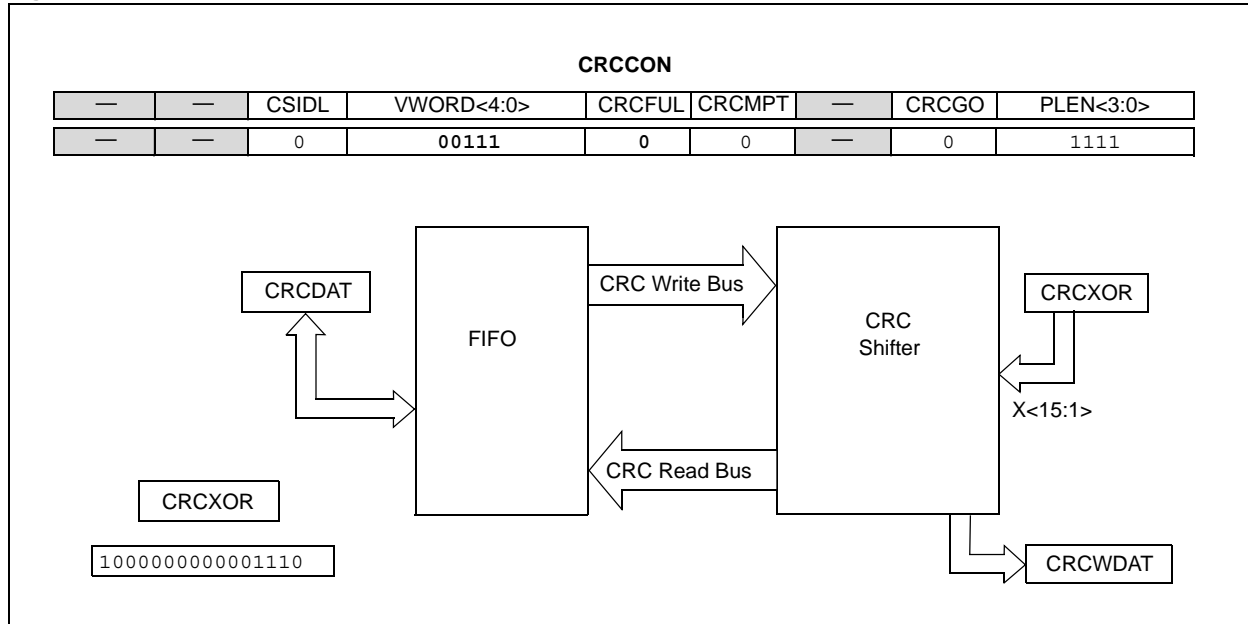 CRCCON
— — CSIDL VWORD<4:0> CRCFUL CRCMPT — CRCGO PLEN<3:0>
— — 0 00111 0 0 — 0 1111
CRCDAT
FIFO
CRC Write Bus
CRC Read Bus
CRC
Shifter
CRCXOR
X<15:1>
CRCWDAT
CRCXOR
1000000000001110